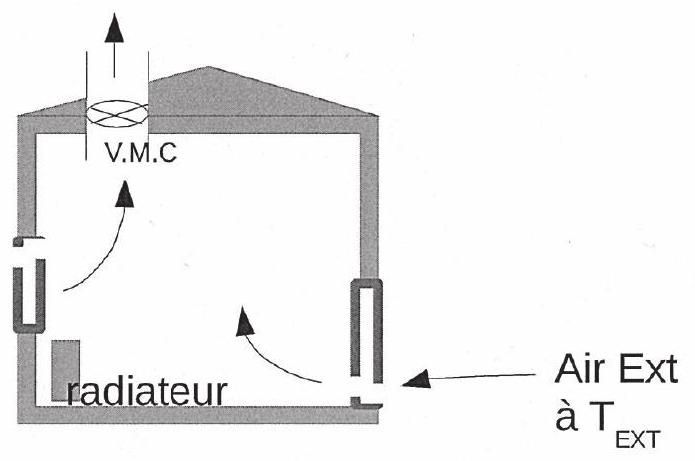 V.M.C
radiateur
Air Ext
à T_EXT